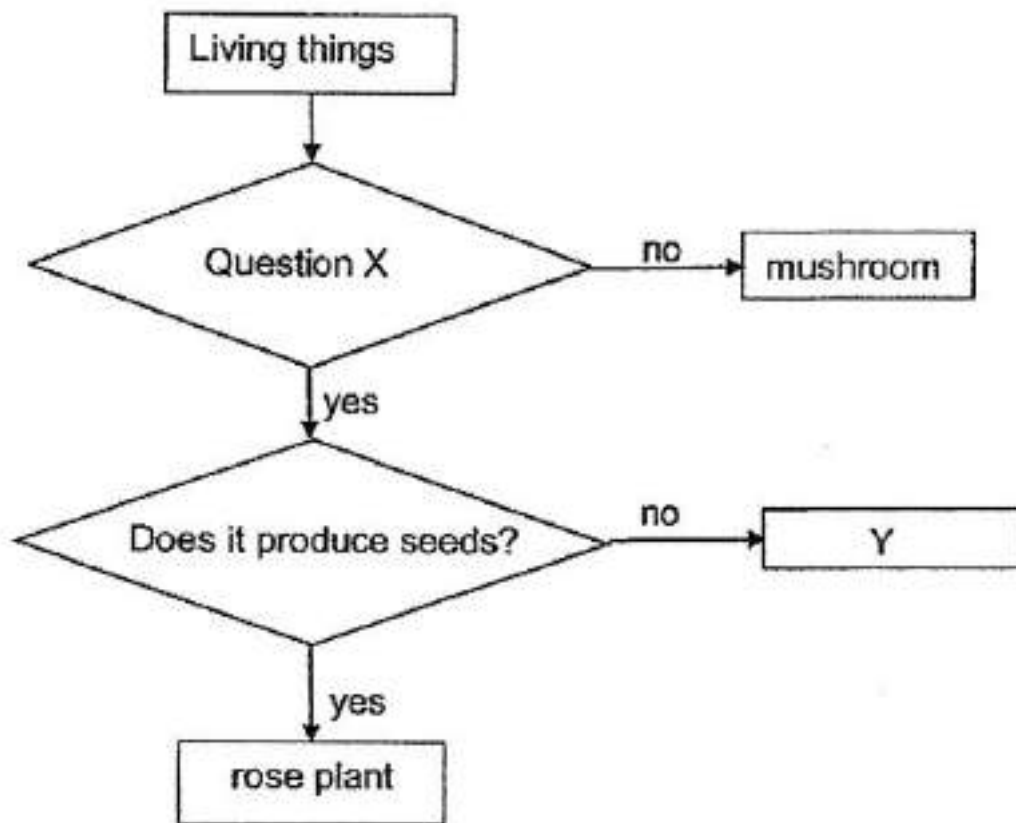 Living things
Question X
no
mushroom
yes
Does it produce seeds?
no
Y
yes
rose plant